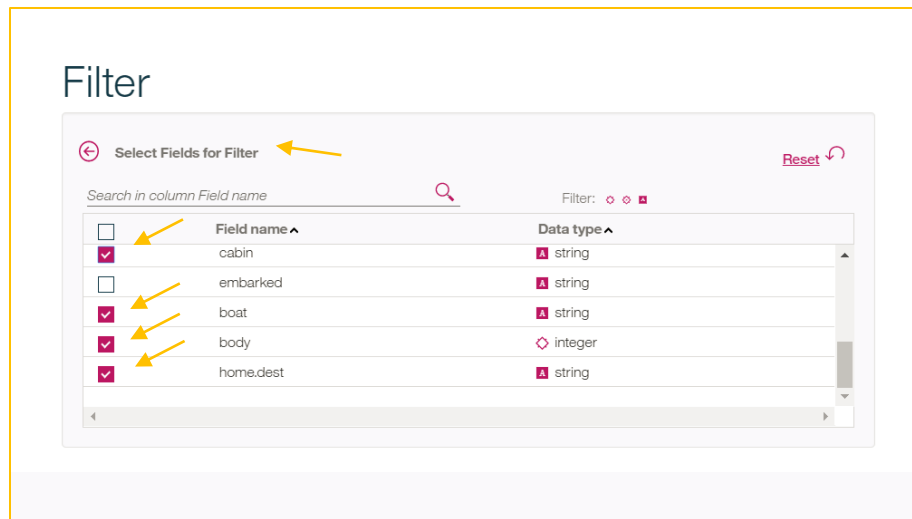 Filter
Select Fields for Filter
Reset
Search in column Field name
Filter:
Field name Data type
cabin A string
embarked A string
boat A string
body integer
home.dest A string